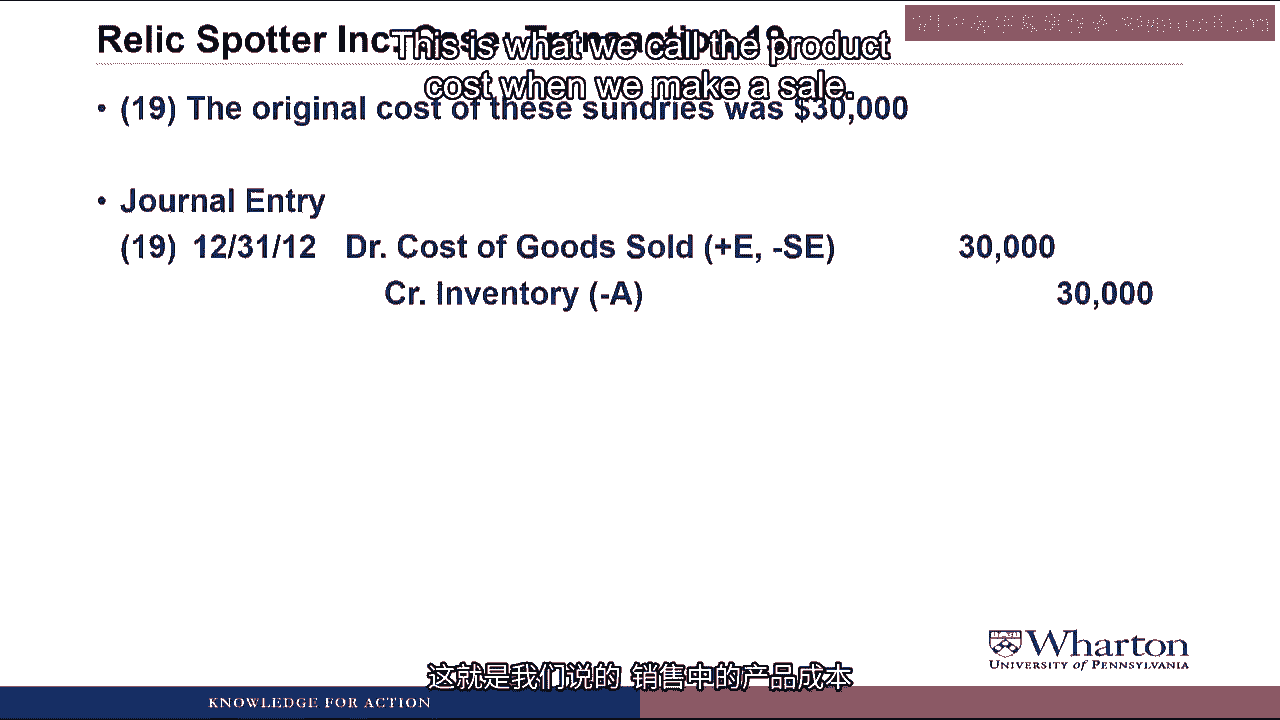 Relic Spotter Inc. Case: Transaction 19
This is what we call the product
cost when we make a sale.
• (19) The original cost of these sundries was $30,000
• Journal Entry
(19) 12/31/12 Dr. Cost of Goods Sold (+E, -SE) 30,000
Cr. Inventory (-A) 30,000
Wharton
UNIVERSITY of PENNSYLVANIA
这就是我们说的 销售中的产品成本
KNOWLEDGE FOR ACTION